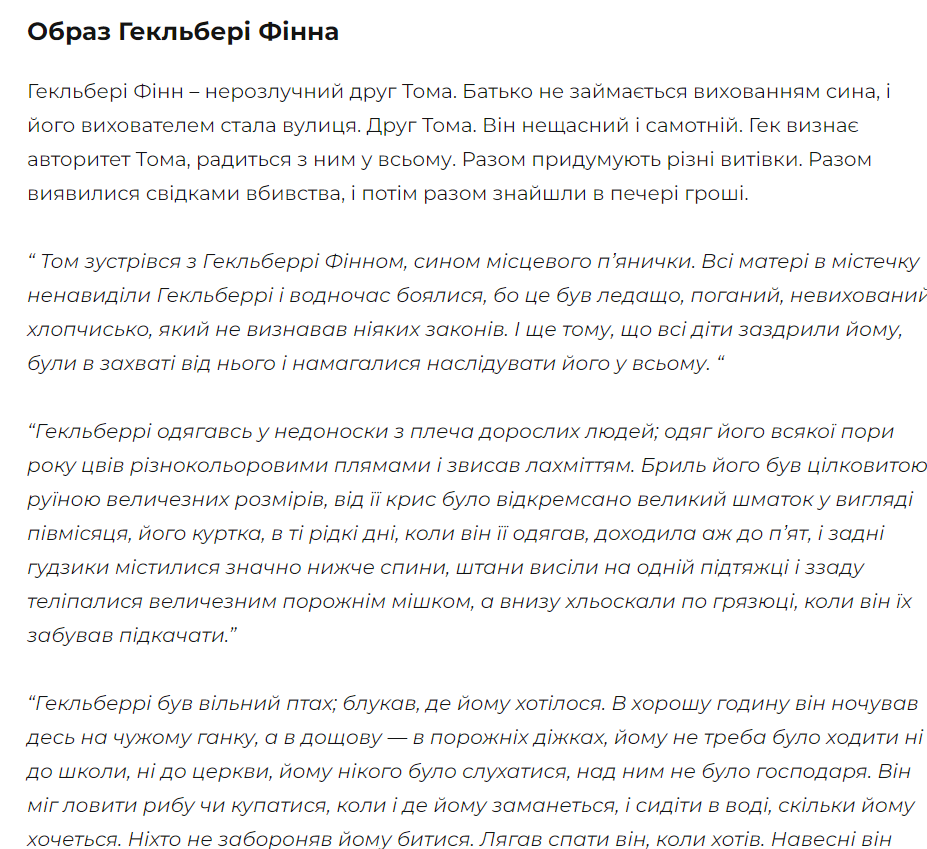 Образ Гекльбері Фінна
Гекльбері Фінн – нерозлучний друг Тома. Батько не займається вихованням сина, і
його вихователем стала вулиця. Друг Тома. Він нещасний і самотній. Гек визнає
авторитет Тома, радиться з ним у всьому. Разом придумують різні витівки. Разом
виявилися свідками вбивства, і потім разом знайшли в печері гроші.
“ Том зустрівся з Гекльберрі Фінном, сином місцевого п’янички. Всі матері в містечку
ненавиділи Гекльберрі і водночас боялися, бо це був ледащо, поганий, невихований
хлопчисько, який не визнавав ніяких законів. І ще тому, що всі діти заздрили йому,
були в захваті від нього і намагалися наслідувати його у всьому. “
“Гекльберрі одягавсь у недоноски з плеча дорослих людей; одяг його всякої пори
року цвів різнокольоровими плямами і звисав лахміттям. Бриль його був цілковитою
руїною величезних розмірів, від її крис було відкремсано великий шматок у вигляді
півмісяця, його куртка, в ті рідкі дні, коли він її одягав, доходила аж до п’ят, і задні
гудзики містилися значно нижче спини, штани висіли на одній підтяжці і ззаду
теліпалися величезним порожнім мішком, а внизу хльоскали по грязюці, коли він їх
забував підкачати.”
“Гекльберрі був вільний птах; блукав, де йому хотілося. В хорошу годину він ночував
десь на чужому ганку, а в дощову — в порожніх діжках, йому не треба було ходити ні
до школи, ні до церкви, йому нікого було слухатися, над ним не було господаря. Він
міг ловити рибу чи купатися, коли і де йому заманеться, і сидіти в воді, скільки йому
хочеться. Ніхто не забороняв йому битися. Лягав спати він, коли хотів. Навесні він